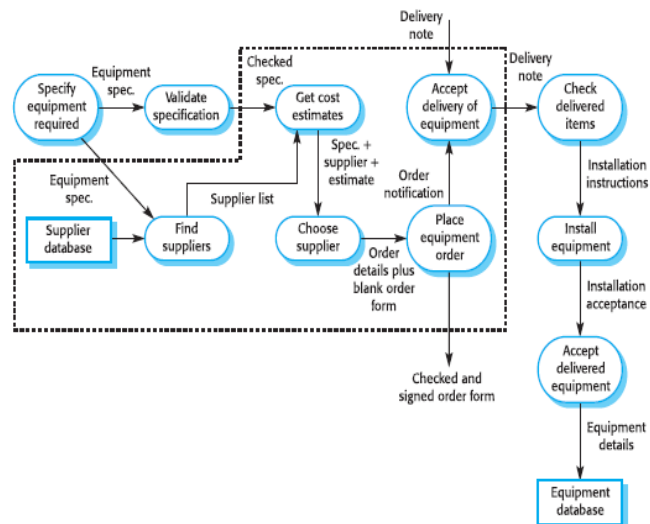 Delivery
note
Equipment
spec.
Checked
spec.
Delivery
note
Specify
equipment
required
Validate
specification
Get cost
estimates
Accept
delivery of
equipment
Check
delivered
items
Equipment
spec.
Supplier list
Spec. +
supplier +
estimate
Order
notification
Installation
instructions
Supplier
database
Find
suppliers
Choose
supplier
Order
details plus
blank order
form
Place
equipment
order
Install
equipment
Installation
acceptance
Checked and
signed order form
Accept
delivered
equipment
Equipment
details
Equipment
database